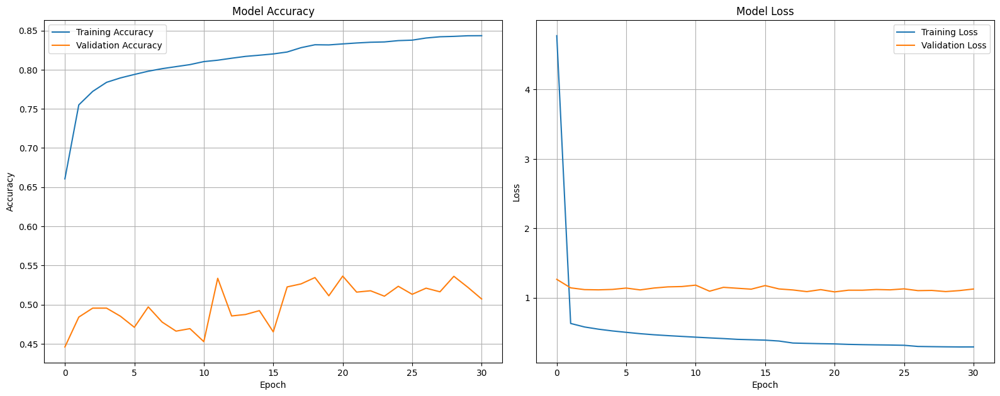 Model Accuracy
Training Accuracy
Validation Accuracy
0.85
0.80
0.75
0.70
0.65
0.60
0.55
0.50
0.45
Accuracy
0 5 10 15 20 25 30
Epoch
Model Loss
Training Loss
Validation Loss
4
3
2
1
Loss
0 5 10 15 20 25 30
Epoch